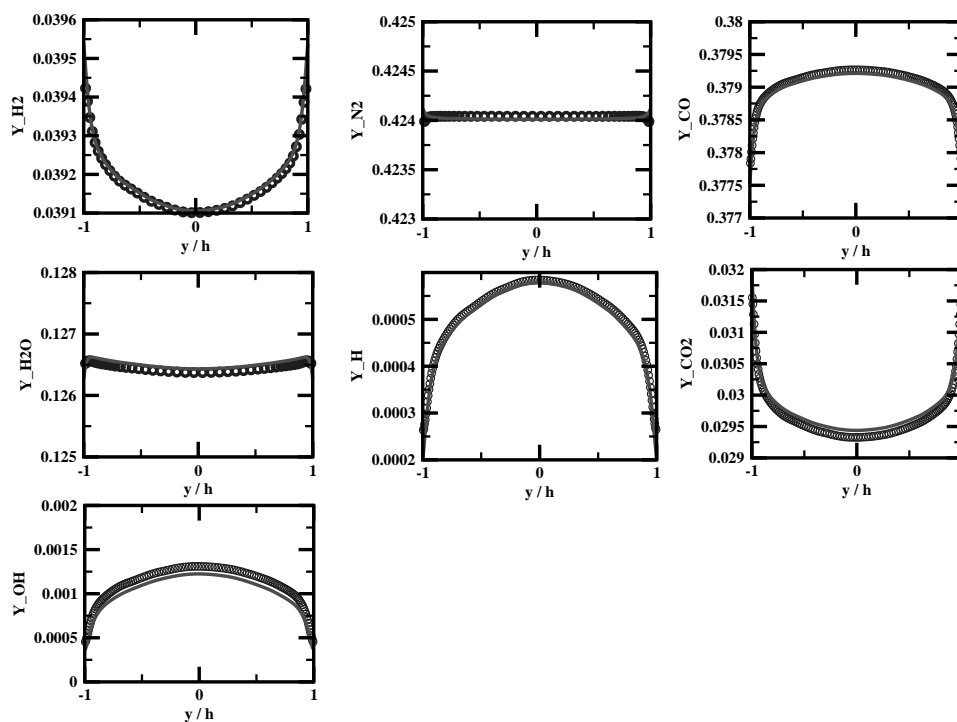 0.0396
0.0395
0.0394
0.0393
0.0392
0.0391
Y_H2
-1 0 1
y / h
0.425
0.4245
0.424
0.4235
0.423
Y_N2
-1 0 1
y / h
0.38
0.3795
0.379
0.3785
0.378
0.3775
0.377
Y_CO
-1 0
y / h
0.128
0.127
0.126
0.125
Y_H2O
-1 0 1
y / h
0.0005
0.0004
0.0003
0.0002
Y_H
-1 0 1
y / h
0.032
0.0315
0.031
0.0305
0.03
0.0295
0.029
Y_CO2
-1 0
y / h
0.002
0.0015
0.001
0.0005
0
Y_OH
-1 0 1
y / h